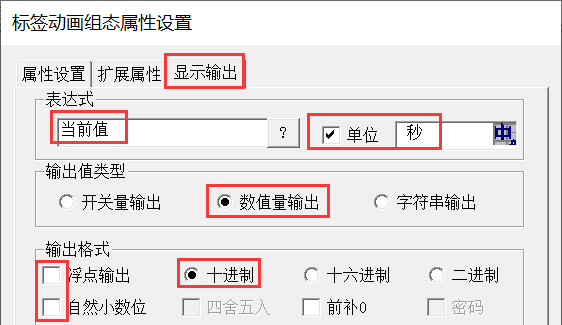 标签动画组态属性设置
属性设置 扩展属性 显示输出
表达式
当前值 ? 单位 秒 中
输出值类型
开关量输出 数值量输出 字符串输出
输出格式
浮点输出 十进制 十六进制 二进制
自然小数位 四舍五入 前补0 密码